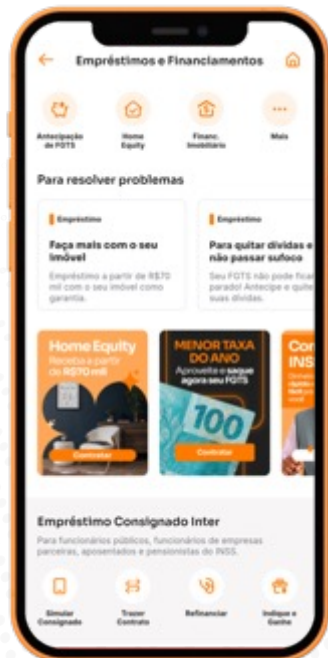 Empréstimos e Financiamentos
Antecipação
de FGTS
Home
Equity
Financ.
Imobiliário
Mais
Para resolver problemas
Empréstimo
Faça mais com o seu
imóvel
Empréstimo a partir de R$70
mil com o seu imóvel como
garantia.
Empréstimo
Para quitar dívidas e
não passar sufoco
Seu FGTS não pode ficar
parado! Antecipe e quite
suas dívidas.
Home Equity
Receba a partir
de R$70 mil
Contratar
MENOR TAXA
DO ANO
Aproveite e saque
agora seu FGTS
100
Contratar
Con
INS
Empréstimo Consignado Inter
Para funcionários públicos, funcionários de empresas
parceiras, aposentados e pensionistas do INSS.
Simular
Consignado
Trazer
Contrato
Refinanciar
Indique e
Ganhe